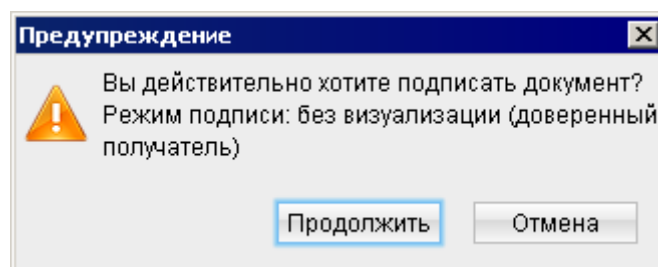 Предупреждение
Вы действительно хотите подписать документ?
Режим подписи: без визуализации (доверенный
получатель)
Продолжить
Отмена